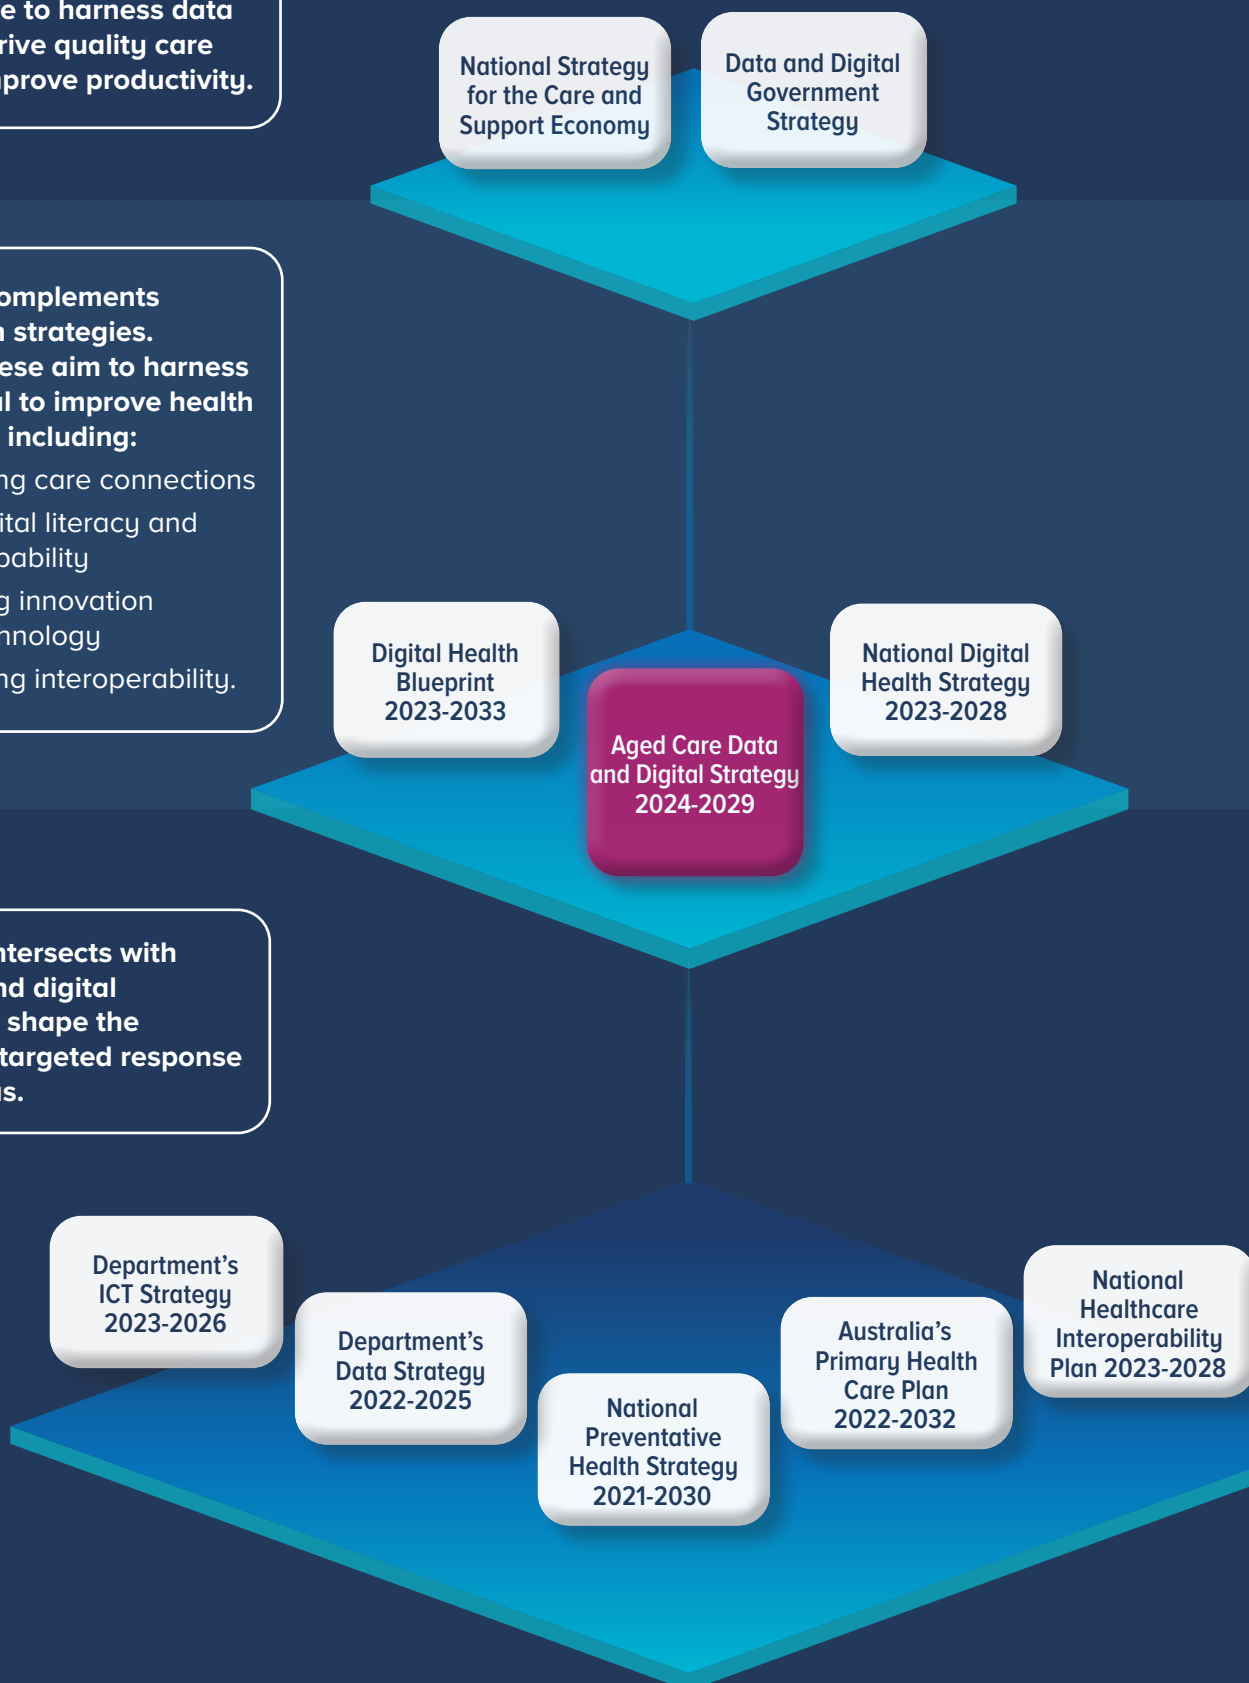 e to harness data
rive quality care
prove productivity.
National Strategy
for the Care and
Support Economy
Data and Digital
Government
Strategy
omplements
strategies.
ese aim to harness
l to improve health
including:
ng care connections
ital literacy and
pability
g innovation
hnology
ng interoperability.
Digital Health
Blueprint
2023-2033
Aged Care Data
and Digital Strategy
2024-2029
National Digital
Health Strategy
2023-2028
ntersects with
nd digital
shape the
targeted response
s.
Department's
ICT Strategy
2023-2026
Department's
Data Strategy
2022-2025
National
Preventative
Health Strategy
2021-2030
Australia's
Primary Health
Care Plan
2022-2032
National
Healthcare
Interoperability
Plan 2023-2028